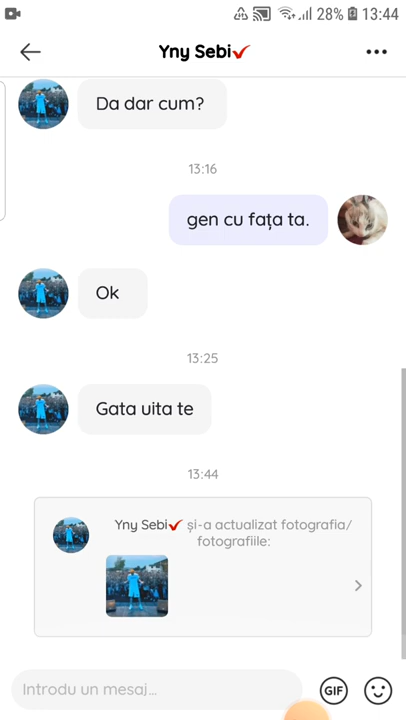 28% 13:44
Yny Sebi✔
Da dar cum?
13:16
gen cu fața ta.
Ok
13:25
Gata uita te
13:44
Yny Sebi✔ și-a actualizat fotografia/
fotografiile:
Introdu un mesaj...
GIF